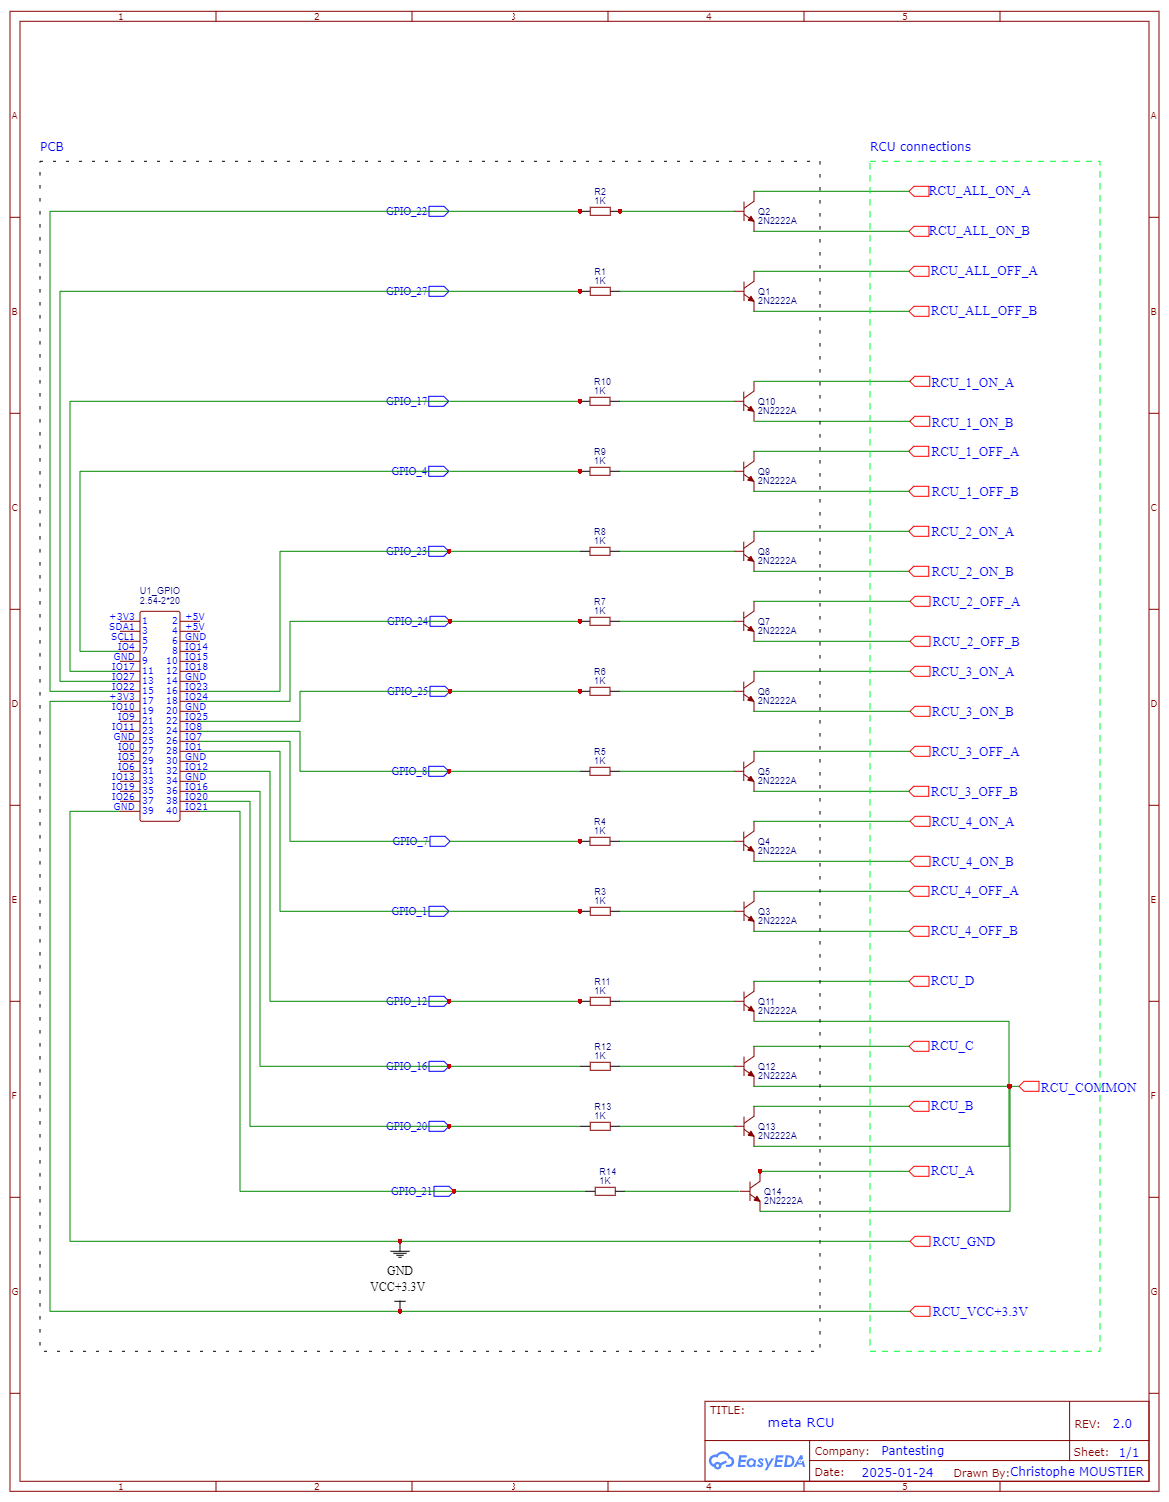 1 2 3 4 5
A A
PCB
RCU connections
R2
1K
GPIO_22
Q2
2N2222A
RCU_ALL_ON_A
RCU_ALL_ON_B
R1
1K
GPIO_27
Q1
2N2222A
RCU_ALL_OFF_A
RCU_ALL_OFF_B
B B
R10
1K
GPIO_17
Q10
2N2222A
RCU_1_ON_A
RCU_1_ON_B
R9
1K
GPIO_4
Q9
2N2222A
RCU_1_OFF_A
RCU_1_OFF_B
C C
R8
1K
GPIO_23
Q8
2N2222A
RCU_2_ON_A
RCU_2_ON_B
R7
1K
GPIO_24
Q7
2N2222A
RCU_2_OFF_A
RCU_2_OFF_B
R6
1K
GPIO_25
Q6
2N2222A
RCU_3_ON_A
RCU_3_ON_B
D D
U1_GPIO
2.54-2*20
+3V3 1 2 +5V
SDA1 3 4 +5V
SCL1 5 6 GND
IO4 7 8 IO14
GND 9 10 IO15
IO17 11 12 IO18
IO27 13 14 GND
IO22 15 16 IO23
+3V3 17 18 IO24
IO10 19 20 GND
IO9 21 22 IO25
IO11 23 24 IO8
GND 25 26 IO7
IO0 27 28 IO1
IO5 29 30 GND
IO6 31 32 IO12
IO13 33 34 GND
IO19 35 36 IO16
IO26 37 38 IO20
GND 39 40 IO21
R5
1K
GPIO_8
Q5
2N2222A
RCU_3_OFF_A
RCU_3_OFF_B
R4
1K
GPIO_7
Q4
2N2222A
RCU_4_ON_A
RCU_4_ON_B
E E
R3
1K
GPIO_1
Q3
2N2222A
RCU_4_OFF_A
RCU_4_OFF_B
R11
1K
GPIO_12
Q11
2N2222A
RCU_D
R12
1K
GPIO_16
Q12
2N2222A
RCU_C
RCU_COMMON
F F
R13
1K
GPIO_20
Q13
2N2222A
RCU_B
R14
1K
GPIO_21
Q14
2N2222A
RCU_A
RCU_GND
GND
VCC+3.3V
RCU_VCC+3.3V
G G
TITLE:
meta RCU
REV: 2.0
EasyEDA
Company: Pantesting
Sheet: 1/1
Date: 2025-01-24
Drawn By: Christophe MOUSTIER
1 2 3 4 5